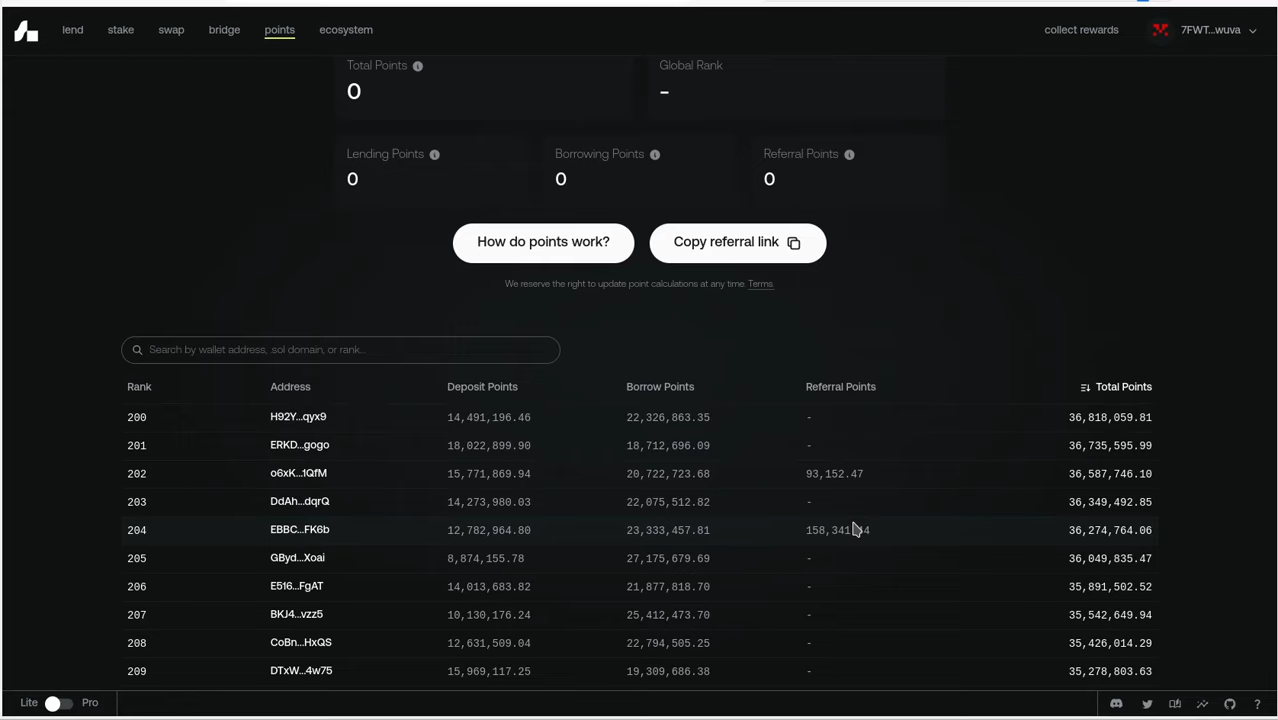 lend stake swap bridge points ecosystem collect rewards 7FWT...wuva
Total Points Global Rank
0 -
Lending Points Borrowing Points Referral Points
0 0 0
How do points work? Copy referral link
We reserve the right to update point calculations at any time. Terms.
Search by wallet address, .sol domain, or rank...
Rank Address Deposit Points Borrow Points Referral Points Total Points
200 H92Y...qyx9 14,491,196.46 22,326,863.35 - 36,818,059.81
201 ERKD...gogo 18,022,899.90 18,712,696.09 - 36,735,595.99
202 o6xK...1QfM 15,771,869.94 20,722,723.68 93,152.47 36,587,746.10
203 DdAh...dqrQ 14,273,980.03 22,075,512.82 - 36,349,492.85
204 EBBC...FK6b 12,782,964.80 23,333,457.81 36,274,764.06
205 GByd...Xoai 8,874,155.78 27,175,679.69 - 36,049,835.47
206 E516...FgAT 14,013,683.82 21,877,818.70 - 35,891,502.52
207 BKJ4...vzz5 10,130,176.24 25,412,473.70 - 35,542,649.94
208 CoBn...HxQS 12,631,509.04 22,794,505.25 - 35,426,014.29
209 DTxW...4w75 15,969,117.25 19,309,686.38 - 35,278,803.63
Lite Pro